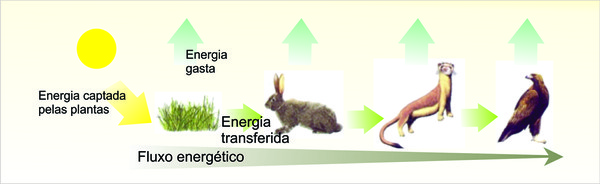 Energia
gasta
Energia captada
pelas plantas
Energia
transferida
Fluxo energético